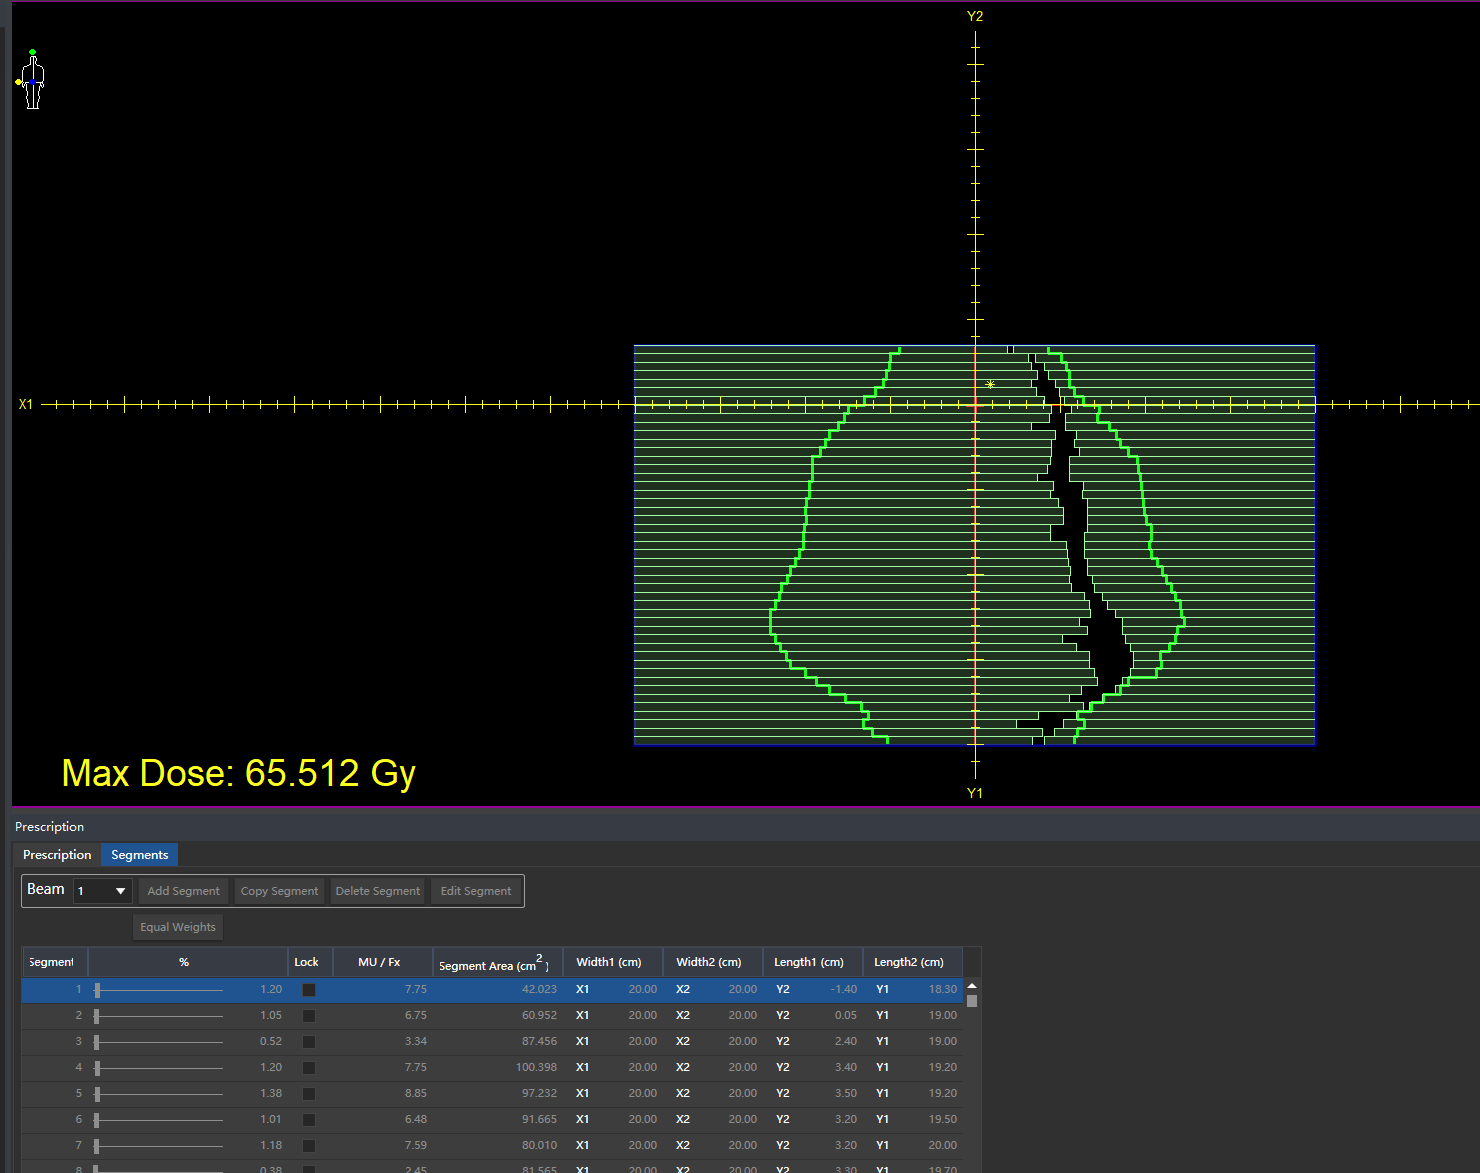 Y2
X1
Max Dose: 65.512 Gy
Y1
Prescription
Prescription Segments
Beam 1 Add Segment Copy Segment Delete Segment Edit Segment
Equal Weights
Segment % Lock MU / Fx Segment Area (cm2) Width1 (cm) Width2 (cm) Length1 (cm) Length2 (cm)
1 1.20 7.75 42.023 X1 20.00 X2 20.00 Y2 -1.40 Y1 18.30
2 1.05 6.75 60.952 X1 20.00 X2 20.00 Y2 0.05 Y1 19.00
3 0.52 3.34 87.456 X1 20.00 X2 20.00 Y2 2.40 Y1 19.00
4 1.20 7.75 100.398 X1 20.00 X2 20.00 Y2 3.40 Y1 19.20
5 1.38 8.85 97.232 X1 20.00 X2 20.00 Y2 3.50 Y1 19.20
6 1.01 6.48 91.665 X1 20.00 X2 20.00 Y2 3.20 Y1 19.50
7 1.18 7.59 80.010 X1 20.00 X2 20.00 Y2 3.20 Y1 20.00
8 0.38 2.45 81.565 X1 20.00 X2 20.00 Y2 3.30 Y1 19.70